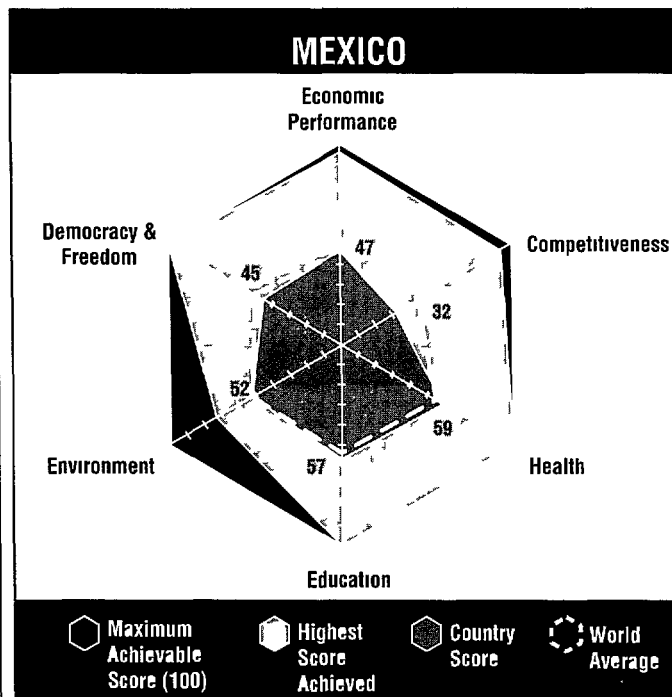 MEXICO
Economic
Performance
Democracy &
Freedom
Competitiveness
45
47
32
52
59
57
Environment
Health
Education
Maximum
Achievable
Score (100)
Highest
Score
Achieved
Country
Score
World
Average